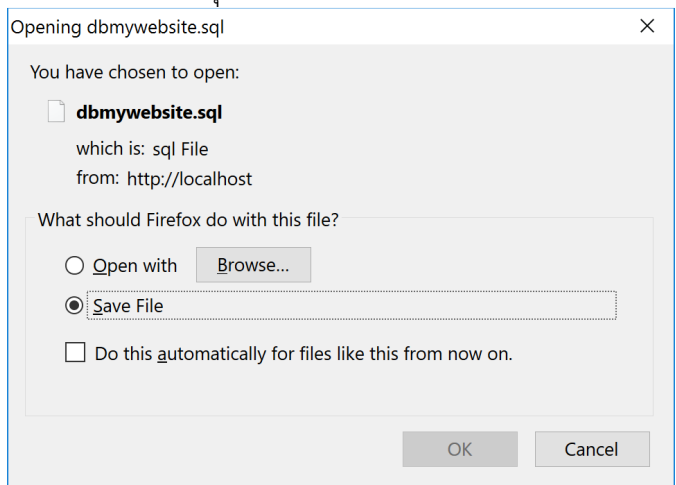 Opening dbmywebsite.sql
You have chosen to open:
dbmywebsite.sql
which is: sql File
from: http://localhost
What should Firefox do with this file?
Open with Browse...
Save File
Do this automatically for files like this from now on.
OK Cancel